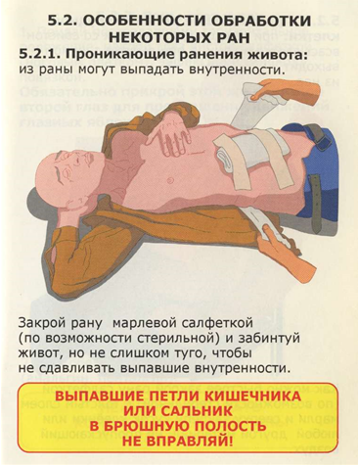 5.2. ОСОБЕННОСТИ ОБРАБОТКИ
НЕКОТОРЫХ РАН
5.2.1. Проникающие ранения живота:
из раны могут выпадать внутренности.
Закрой рану марлевой салфеткой
(по возможности стерильной) и забинтуй
живот, но не слишком туго, чтобы
не сдавливать выпавшие внутренности.
ВЫПАВШИЕ ПЕТЛИ КИШЕЧНИКА
ИЛИ САЛЬНИК
В БРЮШНУЮ ПОЛОСТЬ
НЕ ВПРАВЛЯЙ!